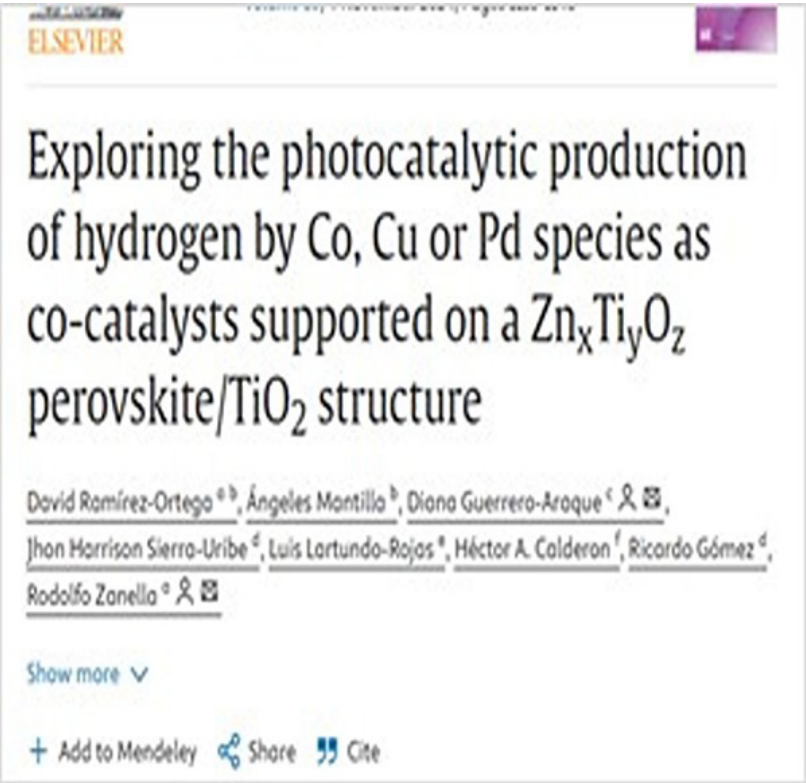 ELSEVIER
Exploring the photocatalytic production
of hydrogen by Co, Cu or Pd species as
co-catalysts supported on a ZnₓTiᵧO𝓏
perovskite/TiO₂ structure
David Ramírez-Ortega ᵃ ᵇ, Ángeles Mantilla ᵇ, Diana Guerrero-Araque ᶜ,
Jhon Harrison Sierra-Uribe ᵈ, Luis Lartundo-Rojas ᵉ, Héctor A. Calderon ᶠ, Ricardo Gómez ᵈ,
Rodolfo Zanella ᵃ
Show more
Add to Mendeley Share Cite